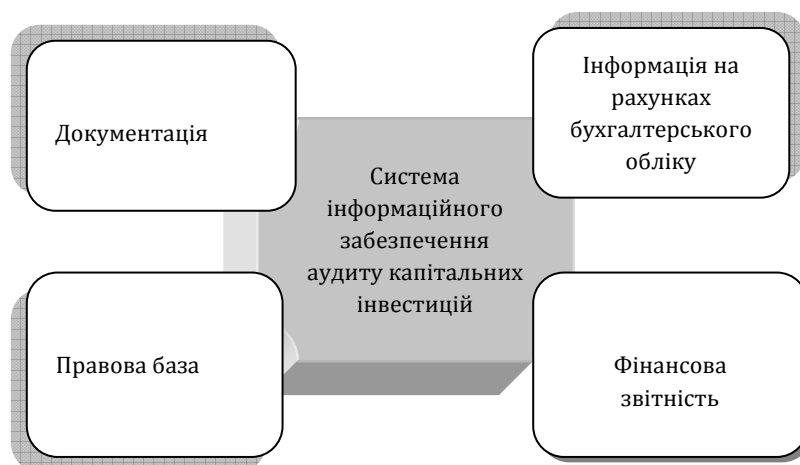 Документація
Інформація на
рахунках
бухгалтерського
обліку
Система
інформаційного
забезпечення
аудиту капітальних
інвестицій
Правова база
Фінансова
звітність